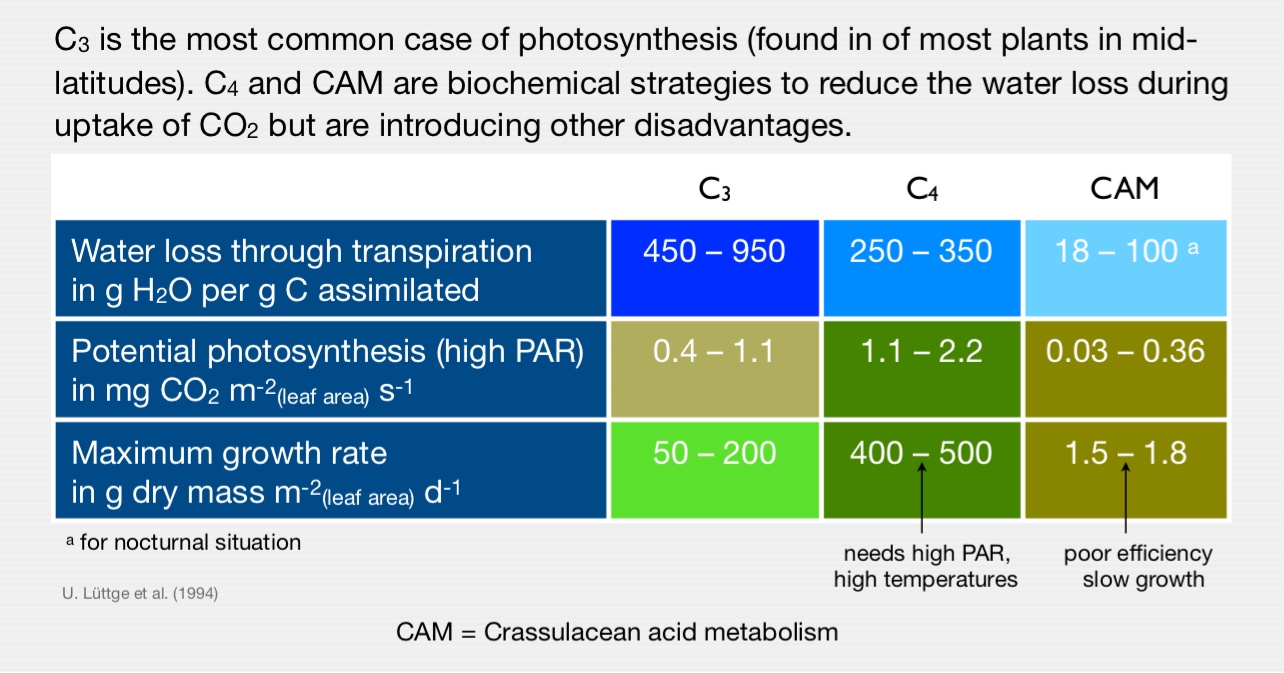 C₃ is the most common case of photosynthesis (found in of most plants in mid-
latitudes). C₄ and CAM are biochemical strategies to reduce the water loss during
uptake of CO₂ but are introducing other disadvantages.
C₃ C₄ CAM
Water loss through transpiration
in g H₂O per g C assimilated
450 – 950 250 – 350 18 – 100 ᵃ
Potential photosynthesis (high PAR)
in mg CO₂ m⁻²₍leaf area₎ s⁻¹
0.4 – 1.1 1.1 – 2.2 0.03 – 0.36
Maximum growth rate
in g dry mass m⁻²₍leaf area₎ d⁻¹
50 – 200 400 – 500 1.5 – 1.8
ᵃ for nocturnal situation
needs high PAR,
high temperatures
poor efficiency
slow growth
U. Lüttge et al. (1994)
CAM = Crassulacean acid metabolism